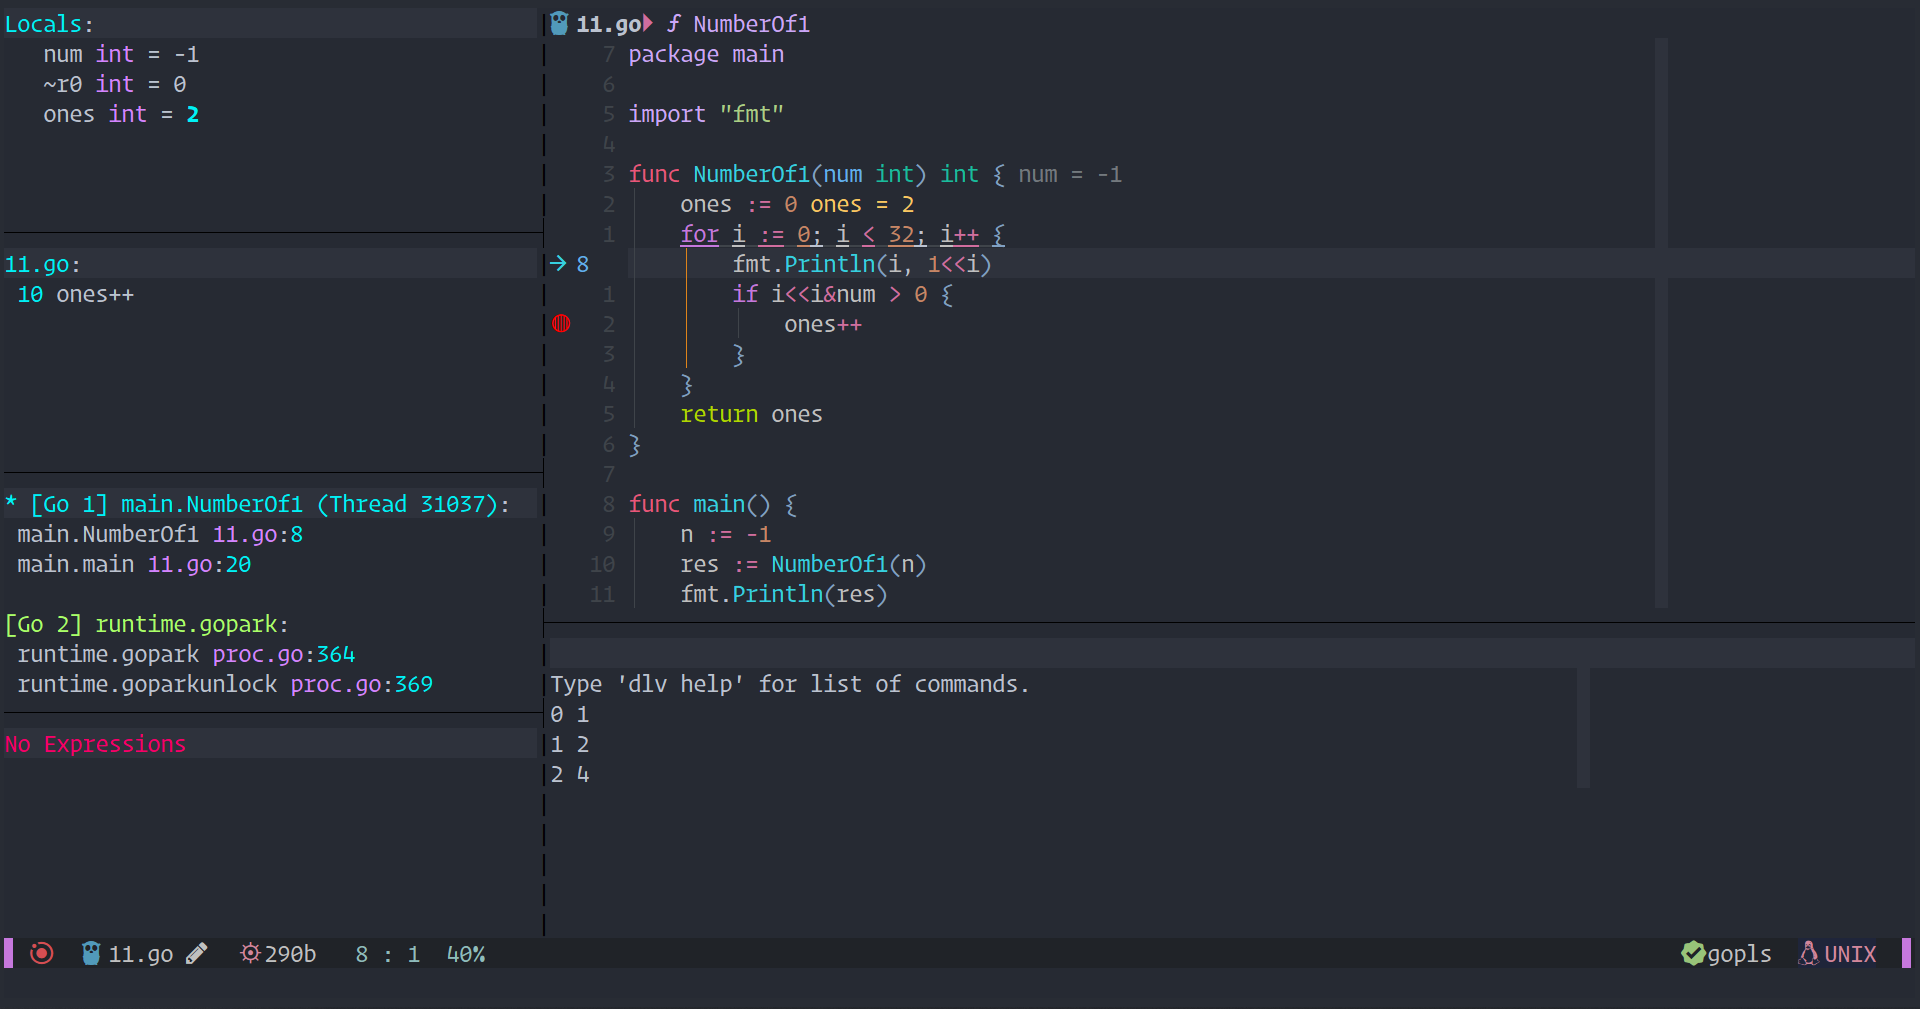 Locals:
num int = -1
~r0 int = 0
ones int = 2
11.go:
10 ones++
* [Go 1] main.NumberOf1 (Thread 31037):
main.NumberOf1 11.go:8
main.main 11.go:20
[Go 2] runtime.gopark:
runtime.gopark proc.go:364
runtime.goparkunlock proc.go:369
No Expressions
11.go ƒ NumberOf1
7 package main
6
5 import "fmt"
4
3 func NumberOf1(num int) int { num = -1
2 ones := 0 ones = 2
1 for i := 0; i < 32; i++ {
→ 8 fmt.Println(i, 1<<i)
1 if i<<i&num > 0 {
2 ones++
3 }
4 }
5 return ones
6 }
7
8 func main() {
9 n := -1
10 res := NumberOf1(n)
11 fmt.Println(res)
Type 'dlv help' for list of commands.
0 1
1 2
2 4
11.go 290b 8 : 1 40% gopls UNIX